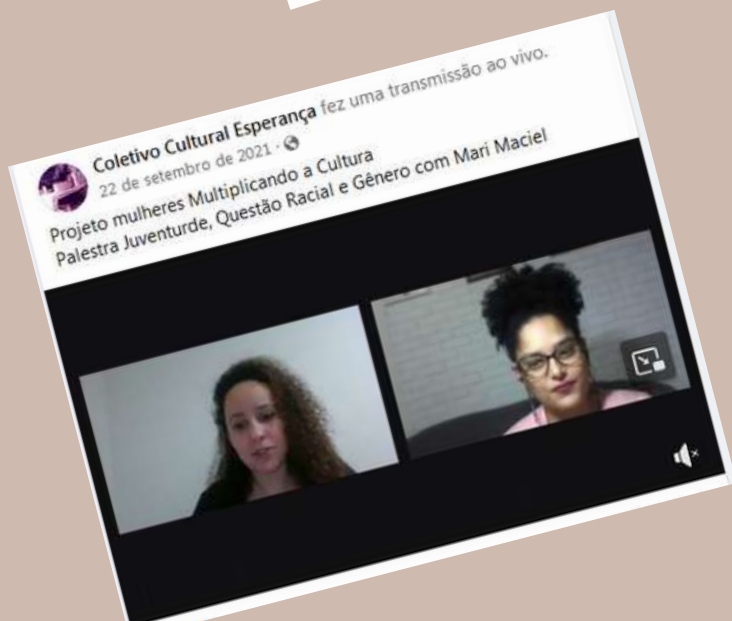 Coletivo Cultural Esperança fez uma transmissão ao vivo.
22 de setembro de 2021 ·
Projeto mulheres Multiplicando a Cultura
Palestra Juventurde, Questão Racial e Gênero com Mari Maciel